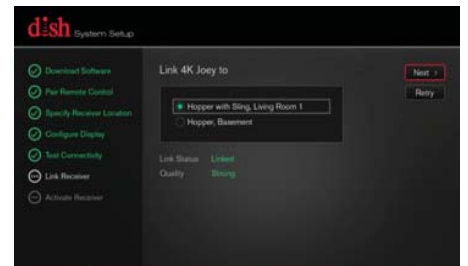 dish System Setup
Download Software
Pair Remote Control
Specify Receiver Location
Configure Display
Test Connectivity
Link Receiver
Activate Receiver
Link 4K Joey to
Hopper with Sling, Living Room 1
Hopper, Basement
Link Status Linked
Quality Strong
Next >
Retry